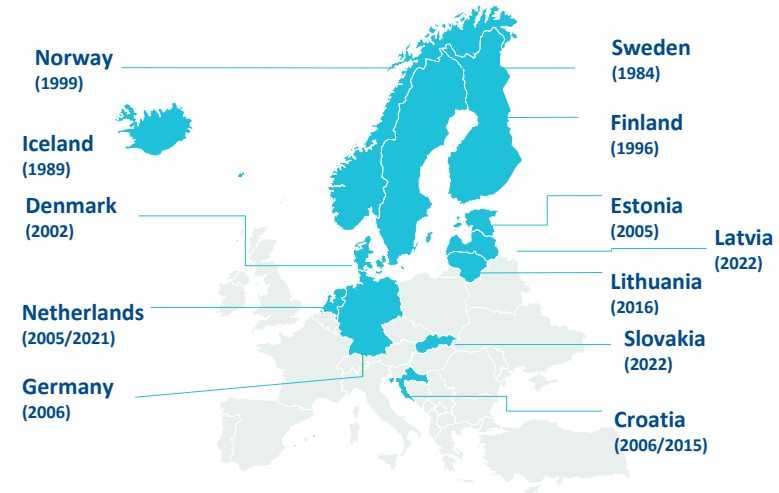 Norway
(1999)
Iceland
(1989)
Denmark
(2002)
Netherlands
(2005/2021)
Germany
(2006)
Sweden
(1984)
Finland
(1996)
Estonia
(2005)
Latvia
(2022)
Lithuania
(2016)
Slovakia
(2022)
Croatia
(2006/2015)